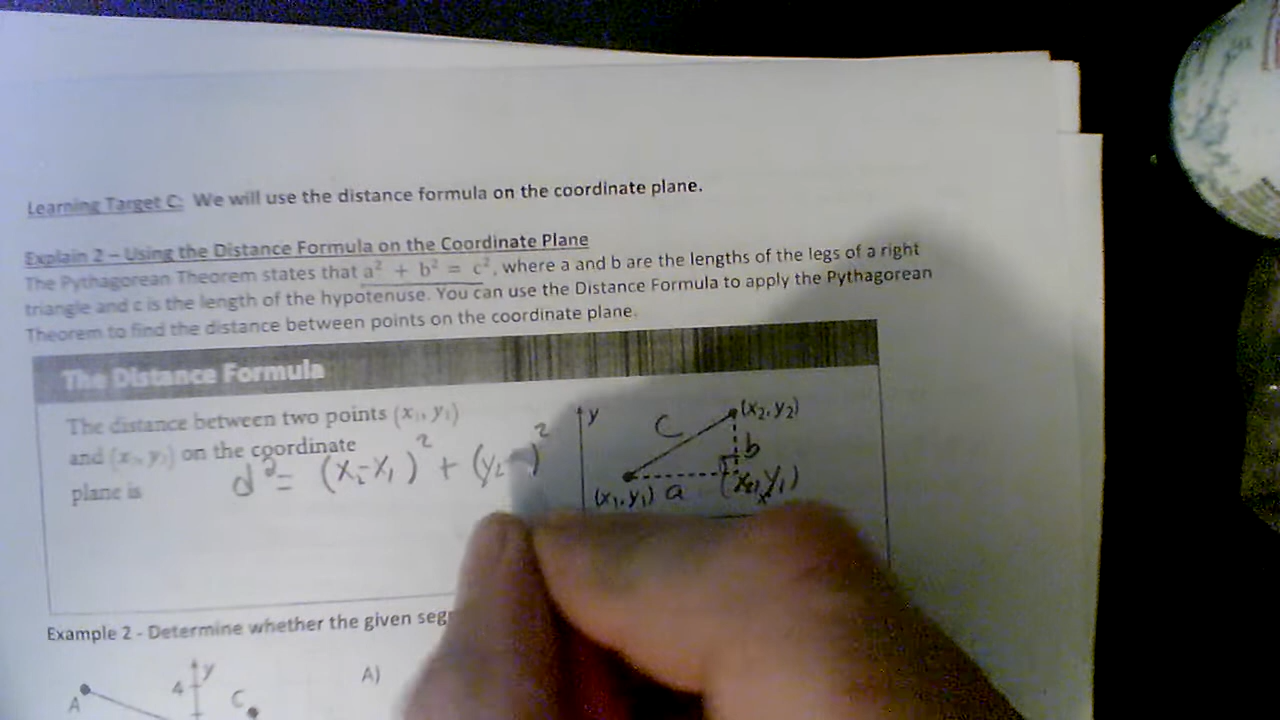 Learning Target C: We will use the distance formula on the coordinate plane.
Explain 2 – Using the Distance Formula on the Coordinate Plane
The Pythagorean Theorem states that a² + b² = c², where a and b are the lengths of the legs of a right
triangle and c is the length of the hypotenuse. You can use the Distance Formula to apply the Pythagorean
Theorem to find the distance between points on the coordinate plane.
The Distance Formula
The distance between two points (x₁, y₁)
and (x₂, y₂) on the coordinate
plane is
d² = (x₂-x₁)² + (y₂-)²
y
C
(x₂, y₂)
b
(x₁, y₁) a
y₁)
Example 2 - Determine whether the given
A)
y
4
A
C